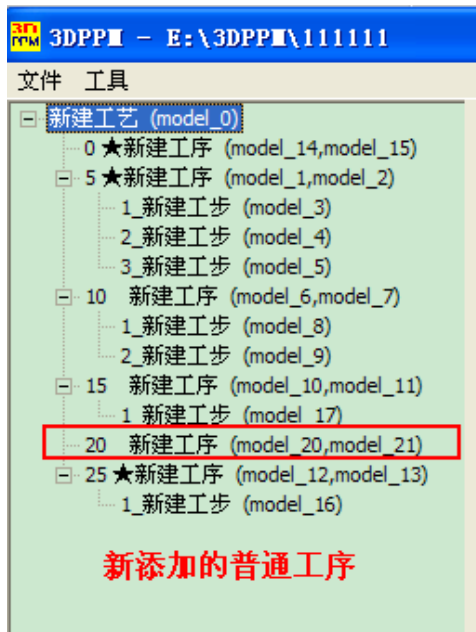 3D
PPM
3DPPM - E:\3DPPM\111111
文件 工具
新建工艺 (model_0)
0 ★新建工序 (model_14,model_15)
5 ★新建工序 (model_1,model_2)
1_新建工步 (model_3)
2_新建工步 (model_4)
3_新建工步 (model_5)
10 新建工序 (model_6,model_7)
1_新建工步 (model_8)
2_新建工步 (model_9)
15 新建工序 (model_10,model_11)
1_新建工步 (model_17)
20 新建工序 (model_20,model_21)
25 ★新建工序 (model_12,model_13)
1_新建工步 (model_16)
新添加的普通工序